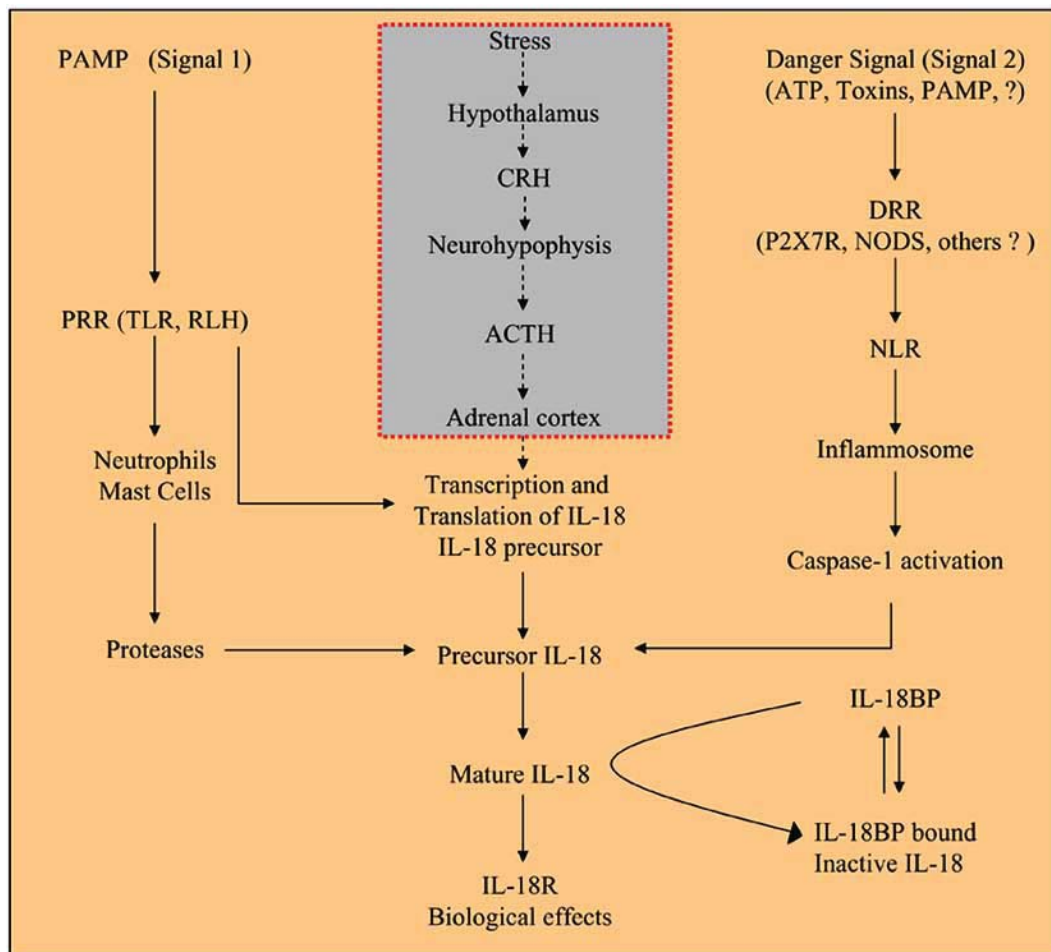 PAMP (Signal 1)
PRR (TLR, RLH)
Neutrophils
Mast Cells
Proteases
Stress
Hypothalamus
CRH
Neurohypophysis
ACTH
Adrenal cortex
Transcription and
Translation of IL-18
IL-18 precursor
Precursor IL-18
Mature IL-18
IL-18R
Biological effects
Danger Signal (Signal 2)
(ATP, Toxins, PAMP, ?)
DRR
(P2X7R, NODS, others ? )
NLR
Inflammosome
Caspase-1 activation
IL-18BP
IL-18BP bound
Inactive IL-18